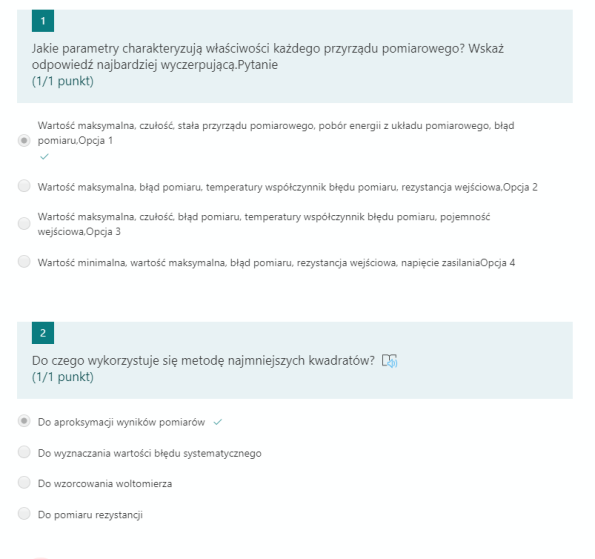 1
Jakie parametry charakteryzują właściwości każdego przyrządu pomiarowego? Wskaż
odpowiedź najbardziej wyczerpującą.Pytanie
(1/1 punkt)
Wartość maksymalna, czułość, stała przyrządu pomiarowego, pobór energii z układu pomiarowego, błąd
pomiaru,Opcja 1
Wartość maksymalna, błąd pomiaru, temperatury współczynnik błędu pomiaru, rezystancja wejściowa,Opcja 2
Wartość maksymalna, czułość, błąd pomiaru, temperatury współczynnik błędu pomiaru, pojemność
wejściowa,Opcja 3
Wartość minimalna, wartość maksymalna, błąd pomiaru, rezystancja wejściowa, napięcie zasilaniaOpcja 4
2
Do czego wykorzystuje się metodę najmniejszych kwadratów?
(1/1 punkt)
Do aproksymacji wyników pomiarów
Do wyznaczania wartości błędu systematycznego
Do wzorcowania woltomierza
Do pomiaru rezystancji